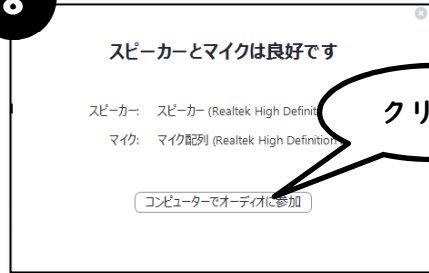 8
スピーカーとマイクは良好です
スピーカー: スピーカー (Realtek High Definit
マイク: マイク配列 (Realtek High Definition
クリ
コンピューターでオーディオに参加